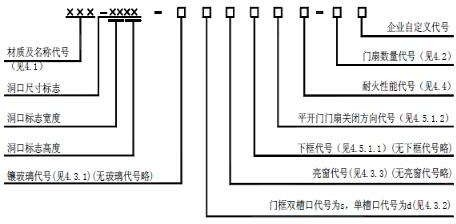 XXX-XXXX-□ □ □ □ □ □-□ □
企业自定义代号
材质及名称代号
(见4.1)
门扇数量代号(见4.2)
洞口尺寸标志
耐火性能代号(见4.4)
洞口标志宽度
平开门门扇关闭方向代号(见4.5.1.2)
洞口标志高度
下框代号(见4.5.1.1)(无下框代号略)
镶玻璃代号(见4.3.1)(无玻璃代号略)
亮窗代号(见4.3.3)(无亮窗代号略)
门框双槽口代号为s,单槽口代号为d(见4.3.2)